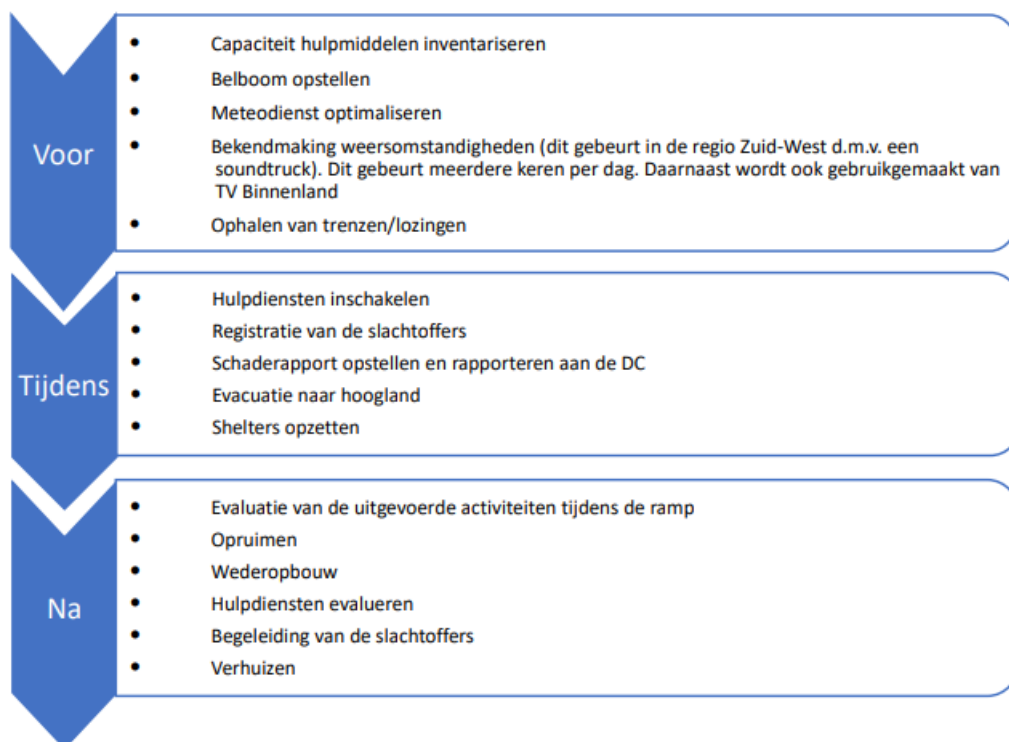 Voor
• Capaciteit hulpmiddelen inventariseren
• Belboom opstellen
• Meteodienst optimaliseren
• Bekendmaking weersomstandigheden (dit gebeurt in de regio Zuid-West d.m.v. een
soundtruck). Dit gebeurt meerdere keren per dag. Daarnaast wordt ook gebruikgemaakt van
TV Binnenland
• Ophalen van trenzen/lozingen
Tijdens
• Hulpdiensten inschakelen
• Registratie van de slachtoffers
• Schaderapport opstellen en rapporteren aan de DC
• Evacuatie naar hoogland
• Shelters opzetten
Na
• Evaluatie van de uitgevoerde activiteiten tijdens de ramp
• Opruimen
• Wederopbouw
• Hulpdiensten evalueren
• Begeleiding van de slachtoffers
• Verhuizen